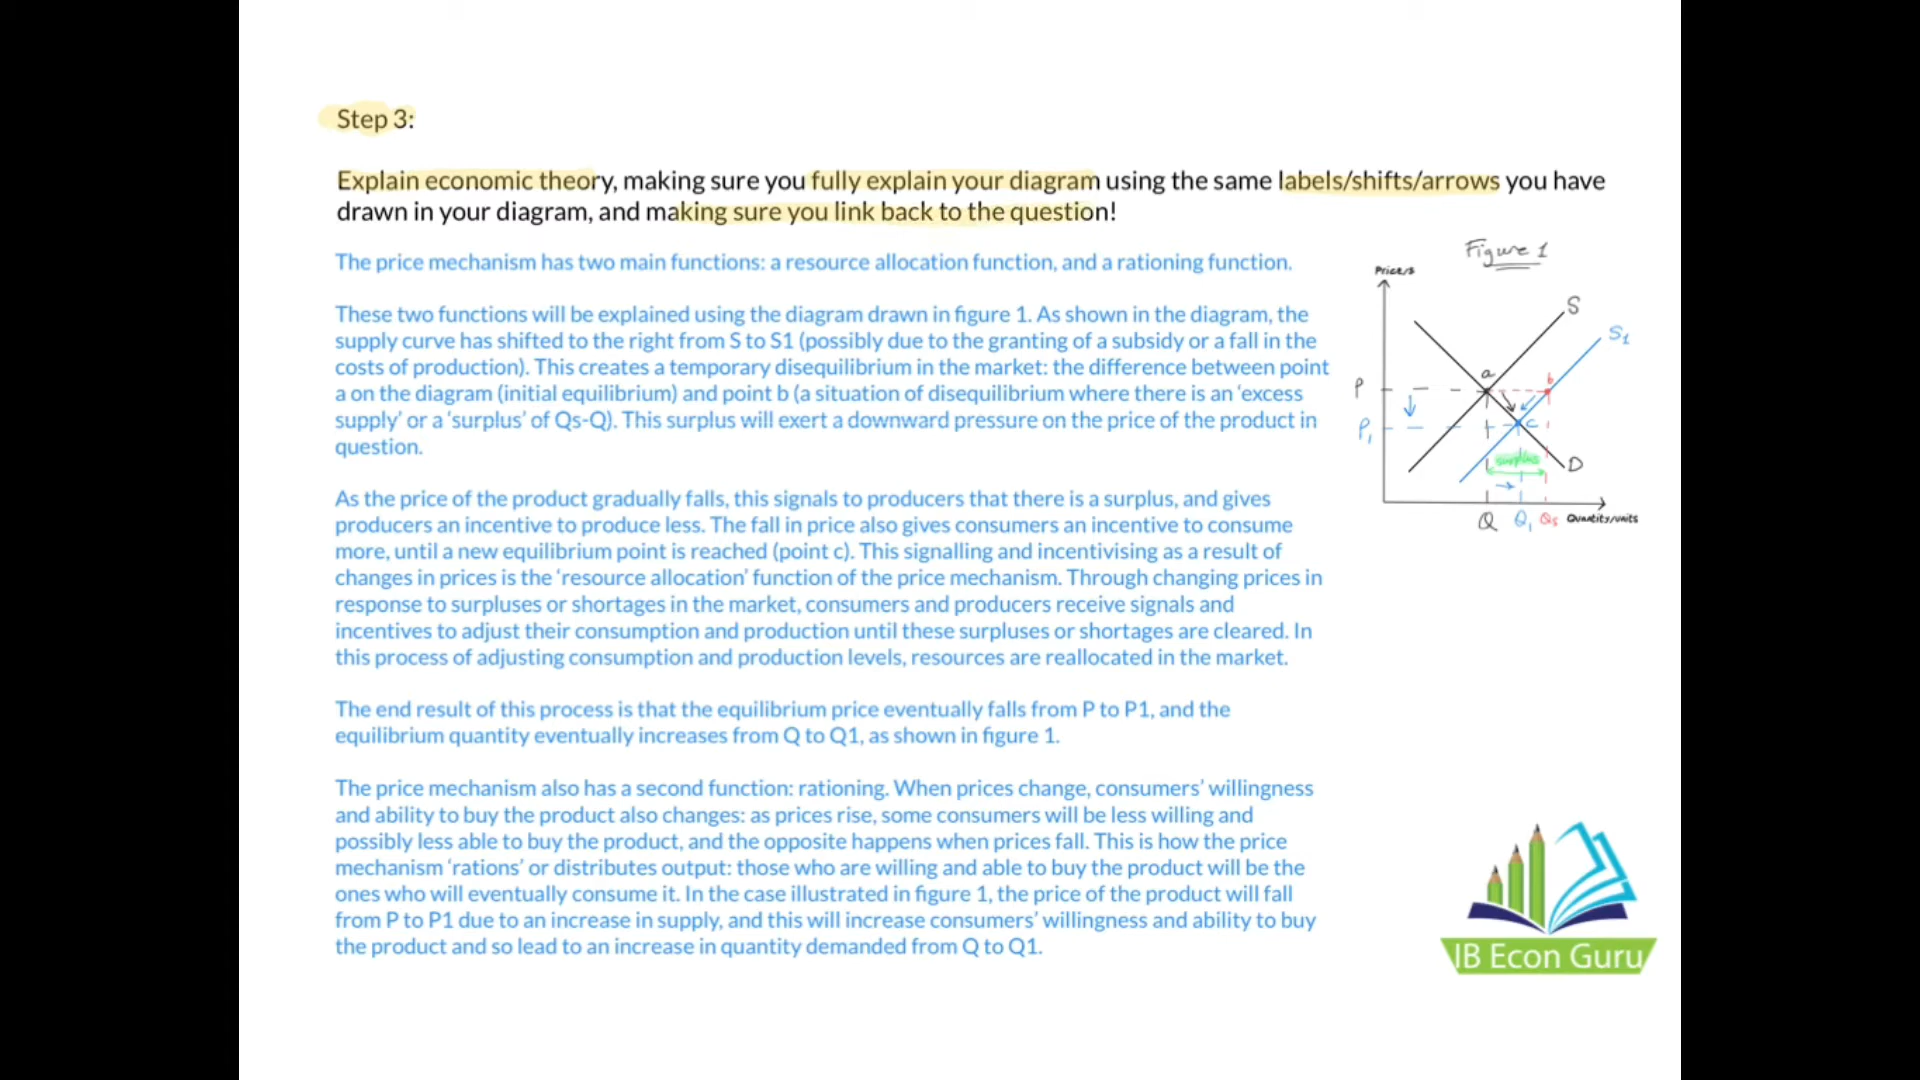 Step 3:
Explain economic theory, making sure you fully explain your diagram using the same labels/shifts/arrows you have
drawn in your diagram, and making sure you link back to the question!
The price mechanism has two main functions: a resource allocation function, and a rationing function.
These two functions will be explained using the diagram drawn in figure 1. As shown in the diagram, the
supply curve has shifted to the right from S to S1 (possibly due to the granting of a subsidy or a fall in the
costs of production). This creates a temporary disequilibrium in the market: the difference between point
a on the diagram (initial equilibrium) and point b (a situation of disequilibrium where there is an ‘excess
supply’ or a ‘surplus’ of Qs-Q). This surplus will exert a downward pressure on the price of the product in
question.
As the price of the product gradually falls, this signals to producers that there is a surplus, and gives
producers an incentive to produce less. The fall in price also gives consumers an incentive to consume
more, until a new equilibrium point is reached (point c). This signalling and incentivising as a result of
changes in prices is the ‘resource allocation’ function of the price mechanism. Through changing prices in
response to surpluses or shortages in the market, consumers and producers receive signals and
incentives to adjust their consumption and production until these surpluses or shortages are cleared. In
this process of adjusting consumption and production levels, resources are reallocated in the market.
The end result of this process is that the equilibrium price eventually falls from P to P1, and the
equilibrium quantity eventually increases from Q to Q1, as shown in figure 1.
The price mechanism also has a second function: rationing. When prices change, consumers’ willingness
and ability to buy the product also changes: as prices rise, some consumers will be less willing and
possibly less able to buy the product, and the opposite happens when prices fall. This is how the price
mechanism ‘rations’ or distributes output: those who are willing and able to buy the product will be the
ones who will eventually consume it. In the case illustrated in figure 1, the price of the product will fall
from P to P1 due to an increase in supply, and this will increase consumers’ willingness and ability to buy
the product and so lead to an increase in quantity demanded from Q to Q1.
Figure 1
Price/$
S
S1
a
b
P
c
P1
surplus
D
Q Q1 Qs Quantity/units
IB Econ Guru